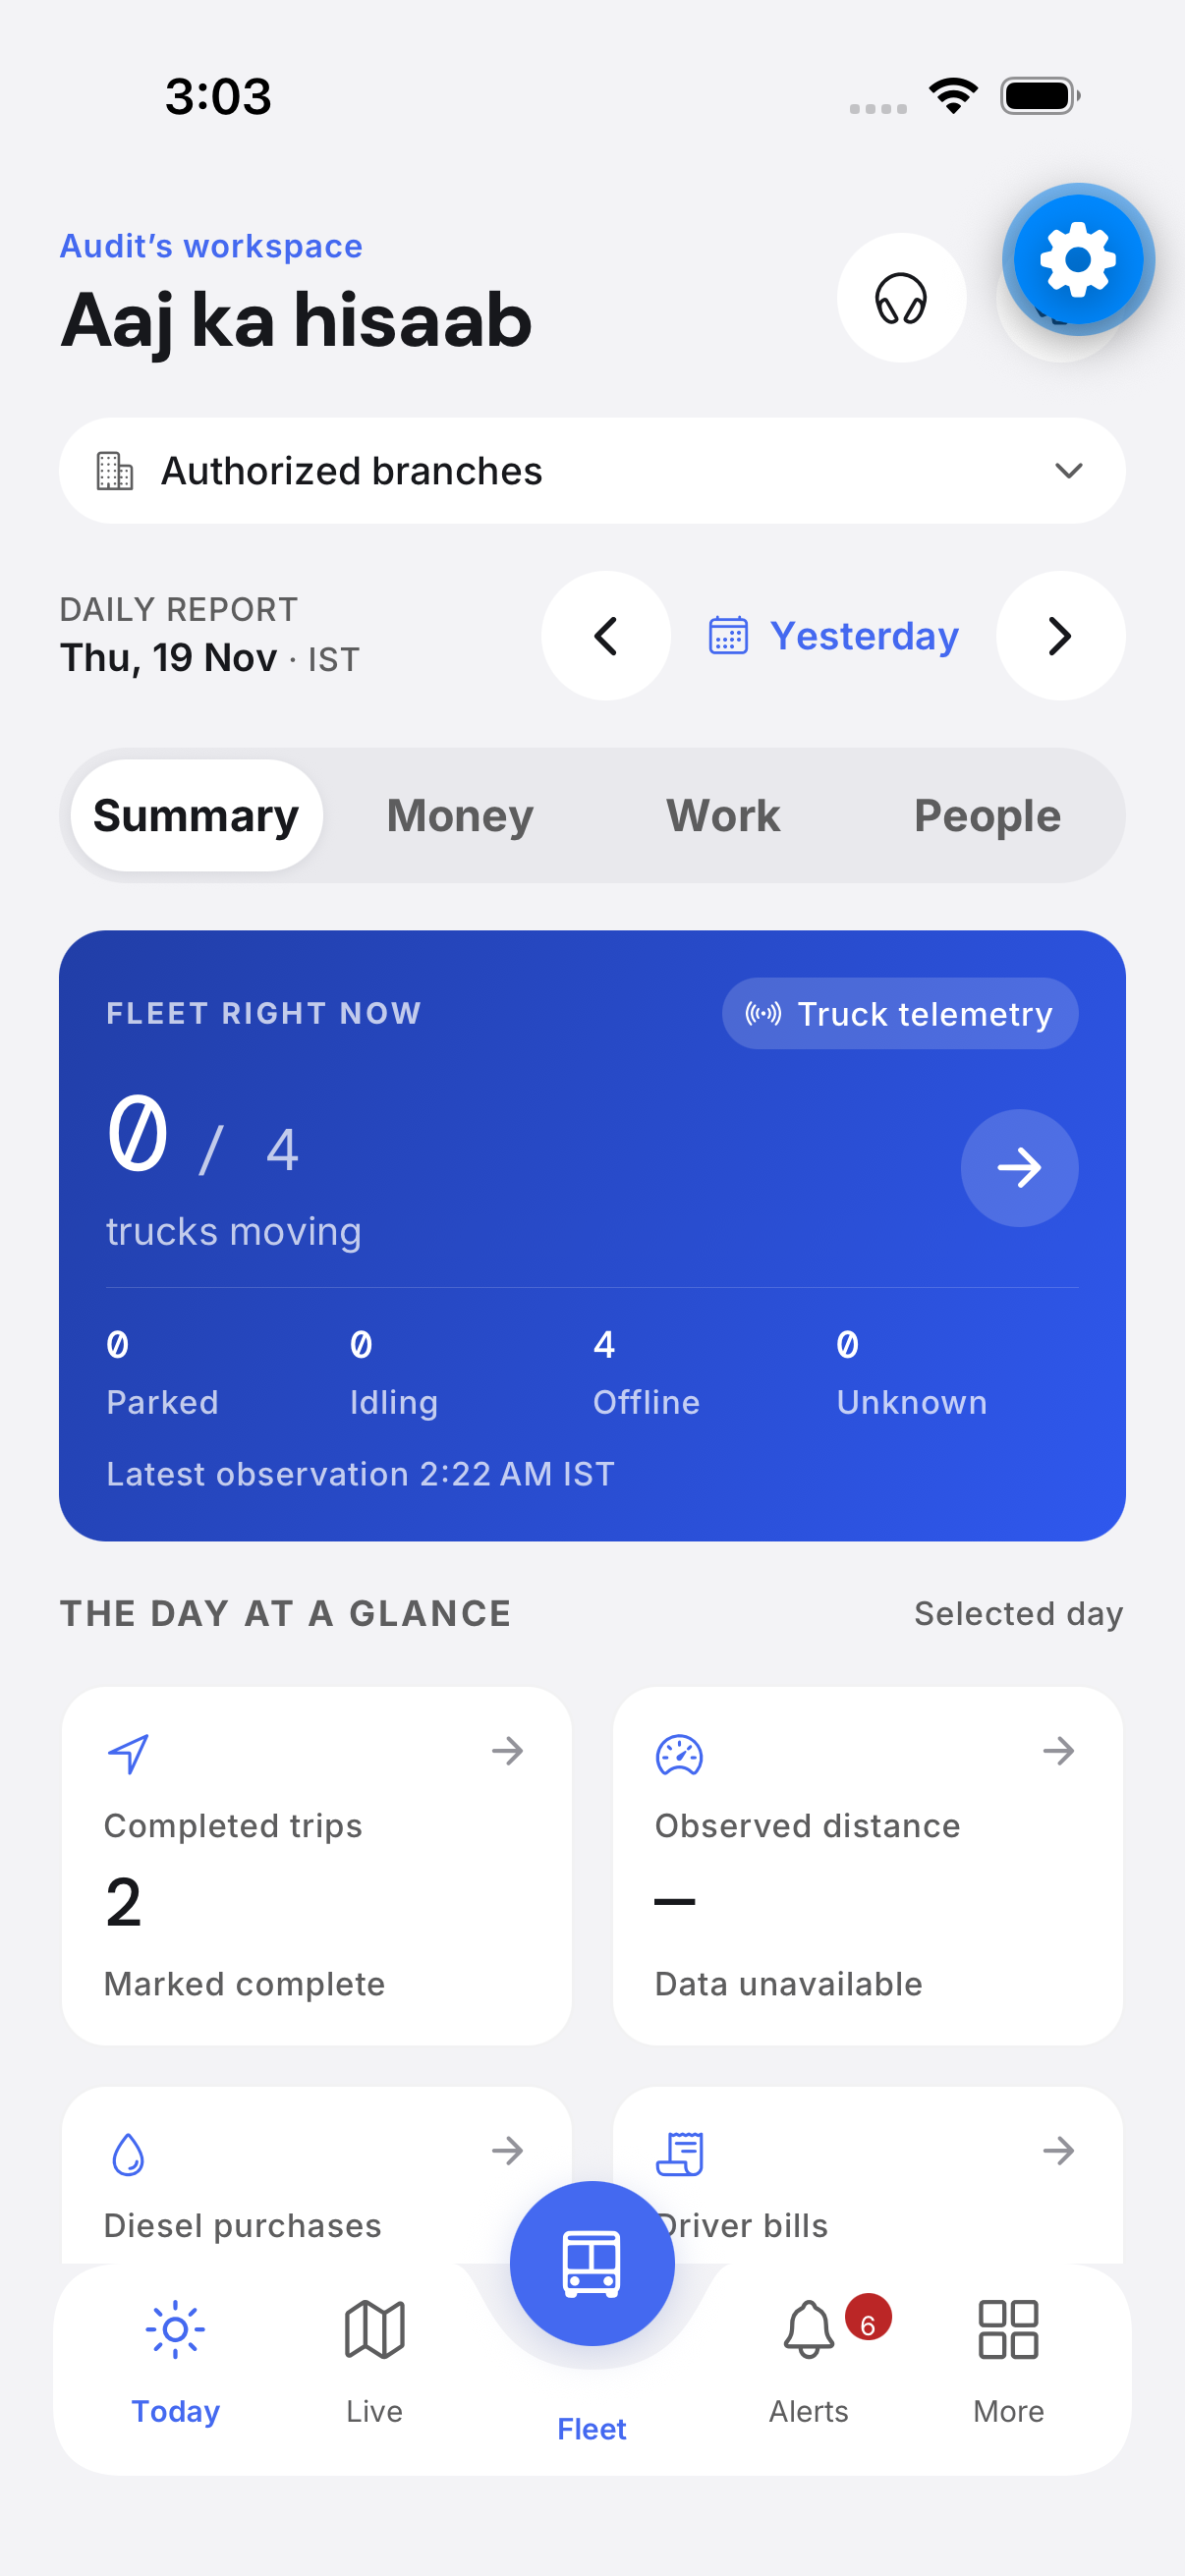 3:03
Audit’s workspace
Aaj ka hisaab
Authorized branches
DAILY REPORT
Thu, 19 Nov · IST
Yesterday
Summary
Money
Work
People
FLEET RIGHT NOW
Truck telemetry
0 / 4
trucks moving
0
0
4
0
Parked
Idling
Offline
Unknown
Latest observation 2:22 AM IST
THE DAY AT A GLANCE
Selected day
Completed trips
2
Marked complete
Observed distance
—
Data unavailable
Diesel purchases
Driver bills
Today
Live
Fleet
6
Alerts
More